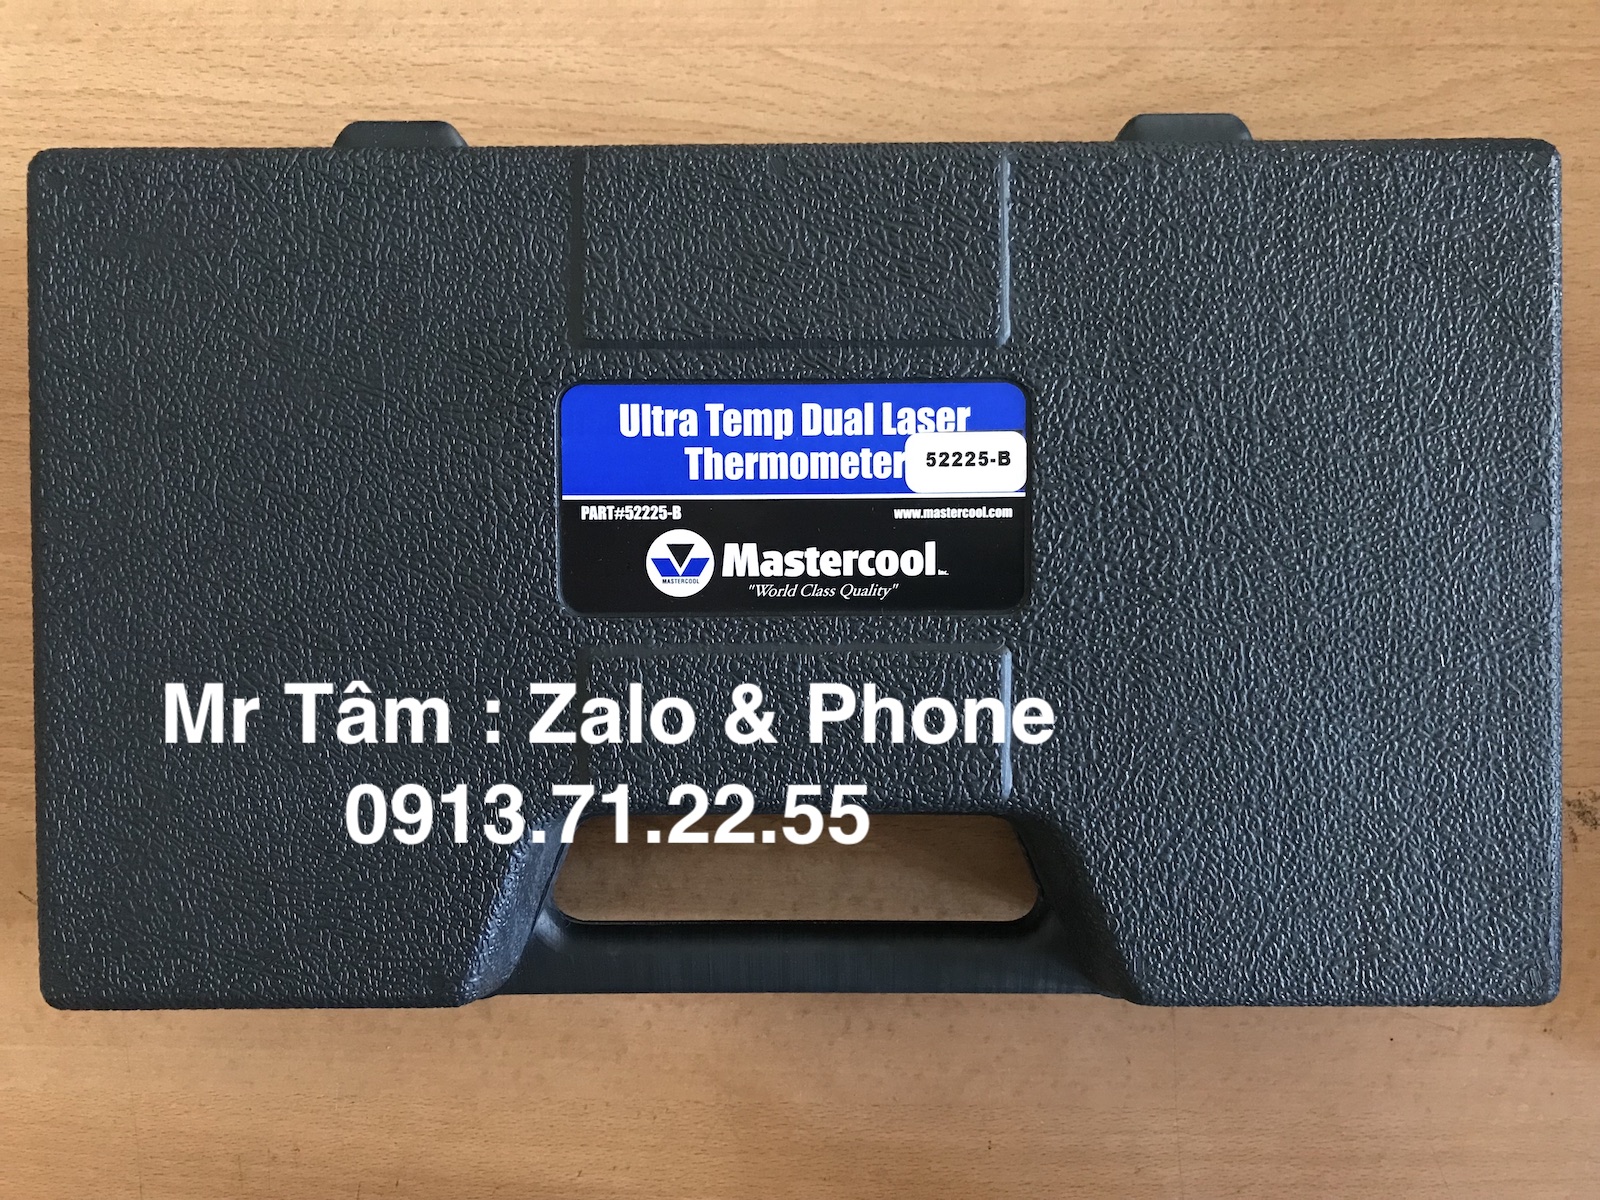 Ultra Temp Dual Laser
Thermometer
52225-B
PART#52225-B
www.mastercool.com
MASTERCOOL
Mastercool Inc.
"World Class Quality"
Mr Tâm : Zalo & Phone
0913.71.22.55